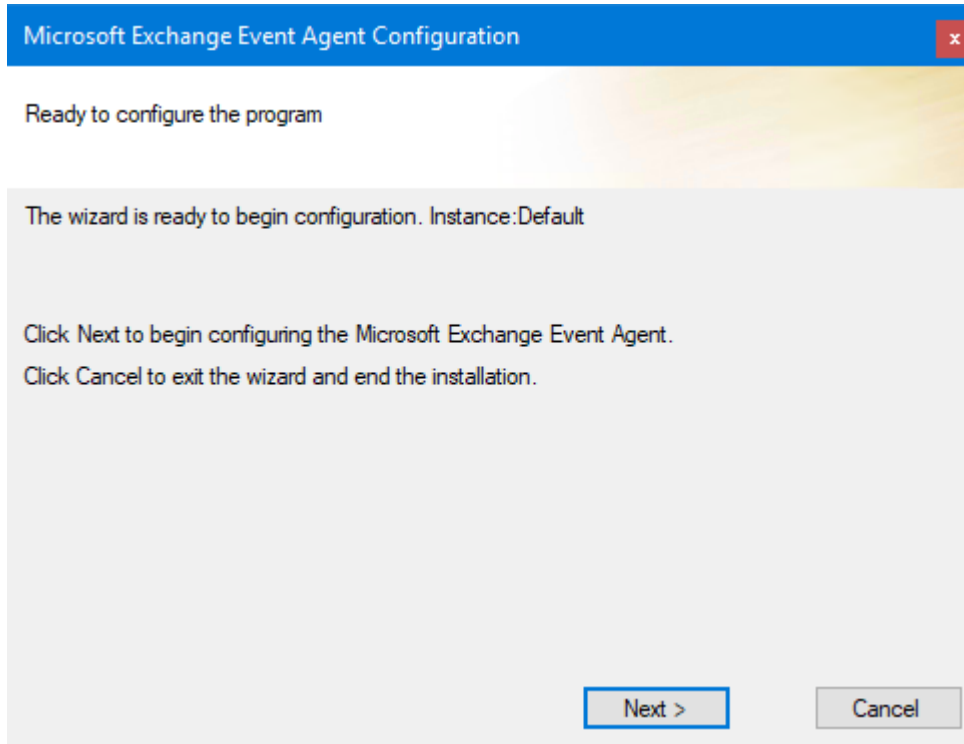 Microsoft Exchange Event Agent Configuration
x
Ready to configure the program
The wizard is ready to begin configuration. Instance:Default
Click Next to begin configuring the Microsoft Exchange Event Agent.
Click Cancel to exit the wizard and end the installation.
Next > Cancel